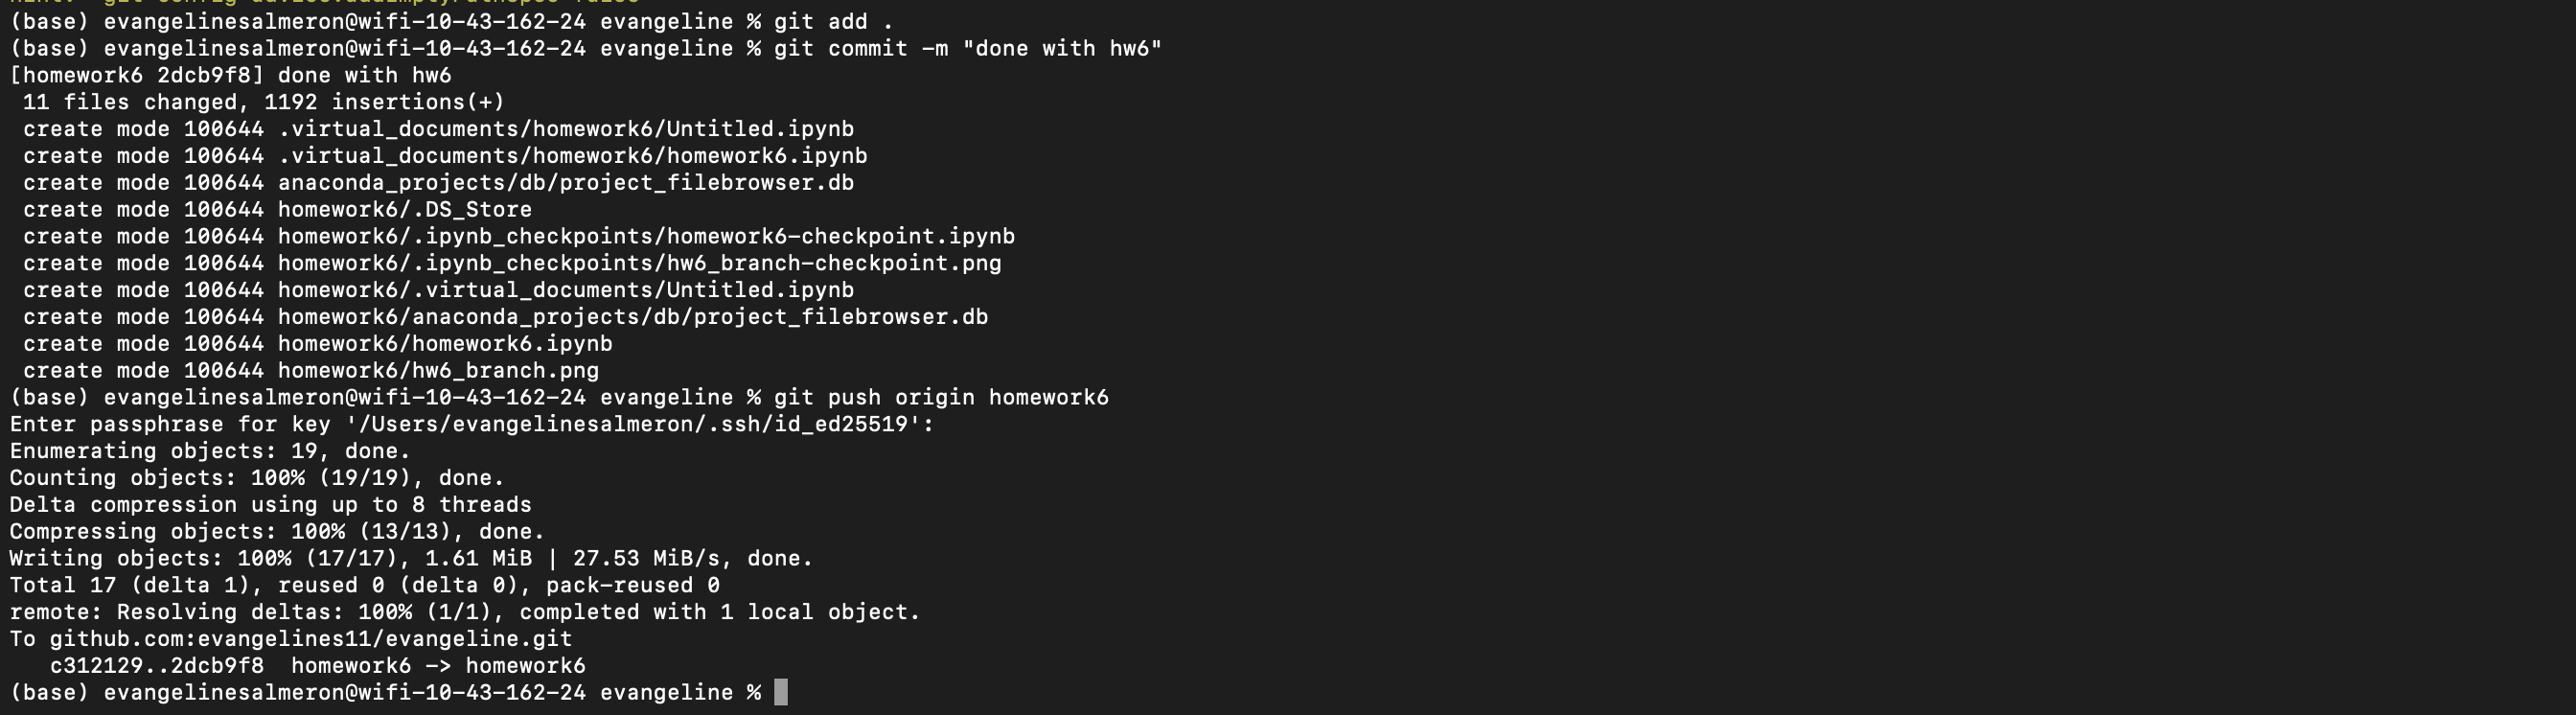 (base) evangelinesalmeron@wifi-10-43-162-24 evangeline % git add .
(base) evangelinesalmeron@wifi-10-43-162-24 evangeline % git commit -m "done with hw6"
[homework6 2dcb9f8] done with hw6
 11 files changed, 1192 insertions(+)
 create mode 100644 .virtual_documents/homework6/Untitled.ipynb
 create mode 100644 .virtual_documents/homework6/homework6.ipynb
 create mode 100644 anaconda_projects/db/project_filebrowser.db
 create mode 100644 homework6/.DS_Store
 create mode 100644 homework6/.ipynb_checkpoints/homework6-checkpoint.ipynb
 create mode 100644 homework6/.ipynb_checkpoints/hw6_branch-checkpoint.png
 create mode 100644 homework6/.virtual_documents/Untitled.ipynb
 create mode 100644 homework6/anaconda_projects/db/project_filebrowser.db
 create mode 100644 homework6/homework6.ipynb
 create mode 100644 homework6/hw6_branch.png
(base) evangelinesalmeron@wifi-10-43-162-24 evangeline % git push origin homework6
Enter passphrase for key '/Users/evangelinesalmeron/.ssh/id_ed25519':
Enumerating objects: 19, done.
Counting objects: 100% (19/19), done.
Delta compression using up to 8 threads
Compressing objects: 100% (13/13), done.
Writing objects: 100% (17/17), 1.61 MiB | 27.53 MiB/s, done.
Total 17 (delta 1), reused 0 (delta 0), pack-reused 0
remote: Resolving deltas: 100% (1/1), completed with 1 local object.
To github.com:evangelines11/evangeline.git
   c312129..2dcb9f8  homework6 -> homework6
(base) evangelinesalmeron@wifi-10-43-162-24 evangeline %